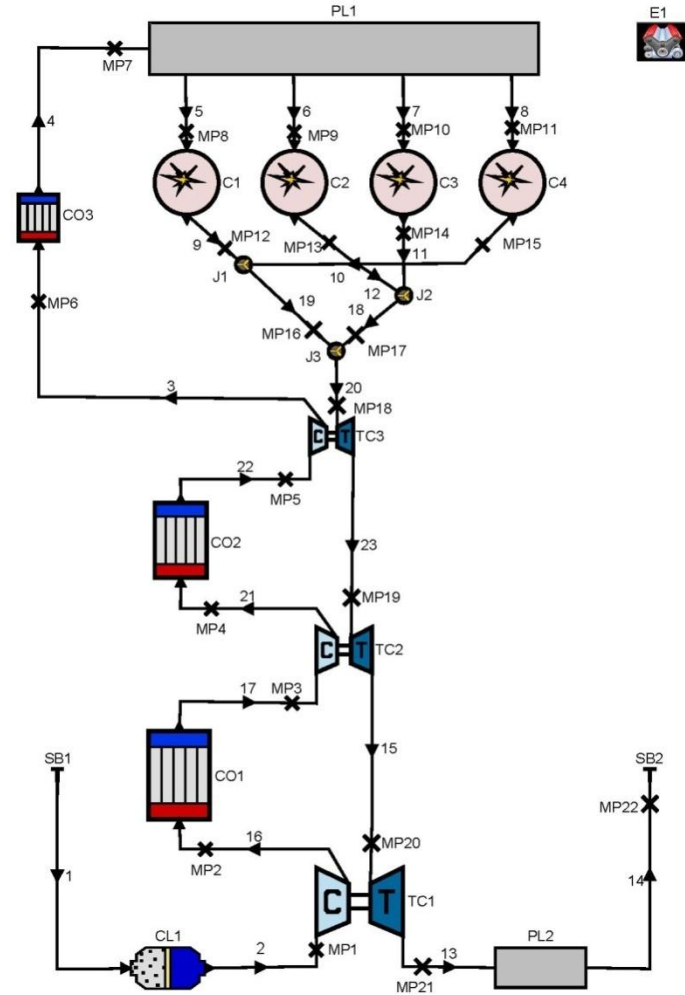 PL1
E1
MP7
4
5
6
7
8
MP8
MP9
MP10
MP11
C1
C2
C3
C4
CO3
MP12
MP13
MP14
MP15
9
11
J1
10
12
J2
MP6
19
18
MP16
MP17
J3
20
MP18
3
C T TC3
22
MP5
CO2
23
21
MP19
MP4
C T TC2
17
MP3
15
SB1
SB2
CO1
MP22
16
MP20
MP2
1
14
C T TC1
CL1
2
MP1
13
PL2
MP21